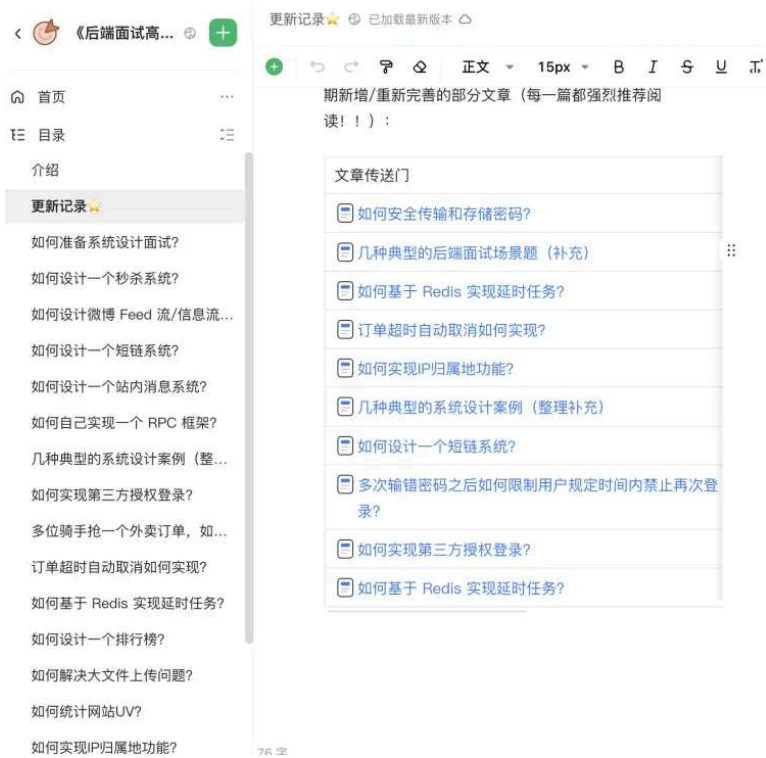 《后端面试高...
首页
目录
介绍
更新记录⭐
如何准备系统设计面试?
如何设计一个秒杀系统?
如何设计微博 Feed 流/信息流...
如何设计一个短链系统?
如何设计一个站内消息系统?
如何自己实现一个 RPC 框架?
几种典型的系统设计案例（整...
如何实现第三方授权登录?
多位骑手抢一个外卖订单，如...
订单超时自动取消如何实现?
如何基于 Redis 实现延时任务?
如何设计一个排行榜?
如何解决大文件上传问题?
如何统计网站UV?
如何实现IP归属地功能?
更新记录⭐ 已加载最新版本
正文 15px B I S U
期新增/重新完善的部分文章（每一篇都强烈推荐阅
读！！）：
文章传送门
如何安全传输和存储密码?
几种典型的后端面试场景题（补充）
如何基于 Redis 实现延时任务?
订单超时自动取消如何实现?
如何实现IP归属地功能?
几种典型的系统设计案例（整理补充）
如何设计一个短链系统?
多次输错密码之后如何限制用户规定时间内禁止再次登
录?
如何实现第三方授权登录?
如何基于 Redis 实现延时任务?
76 字